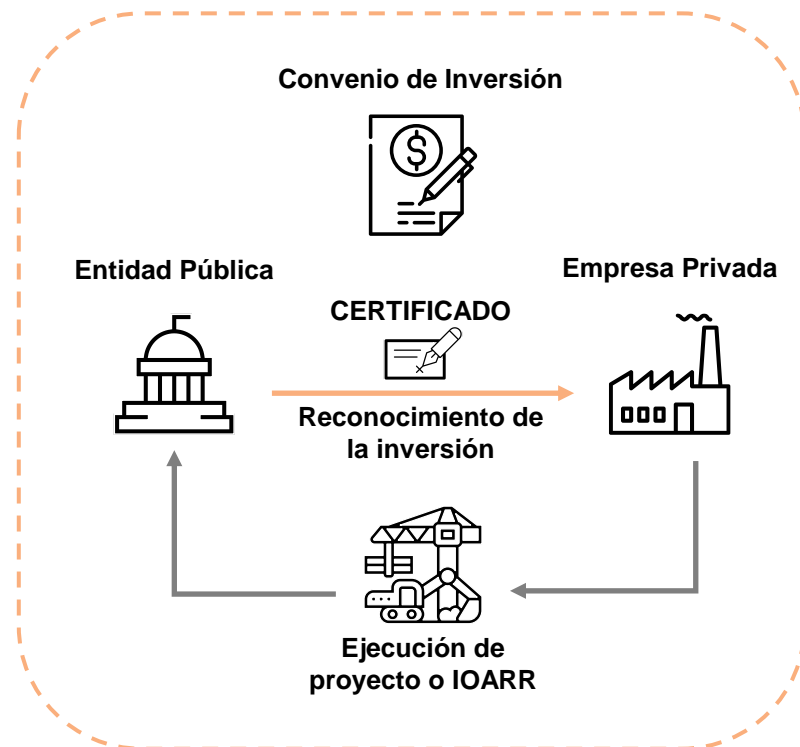 Convenio de Inversión
Entidad Pública
Empresa Privada
CERTIFICADO
Reconocimiento de
la inversión
Ejecución de
proyecto o IOARR